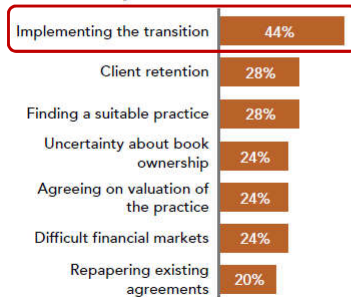 Implementing the transition 44%
Client retention 28%
Finding a suitable practice 28%
Uncertainty about book
ownership 24%
Agreeing on valuation of
the practice 24%
Difficult financial markets 24%
Repapering existing
agreements 20%